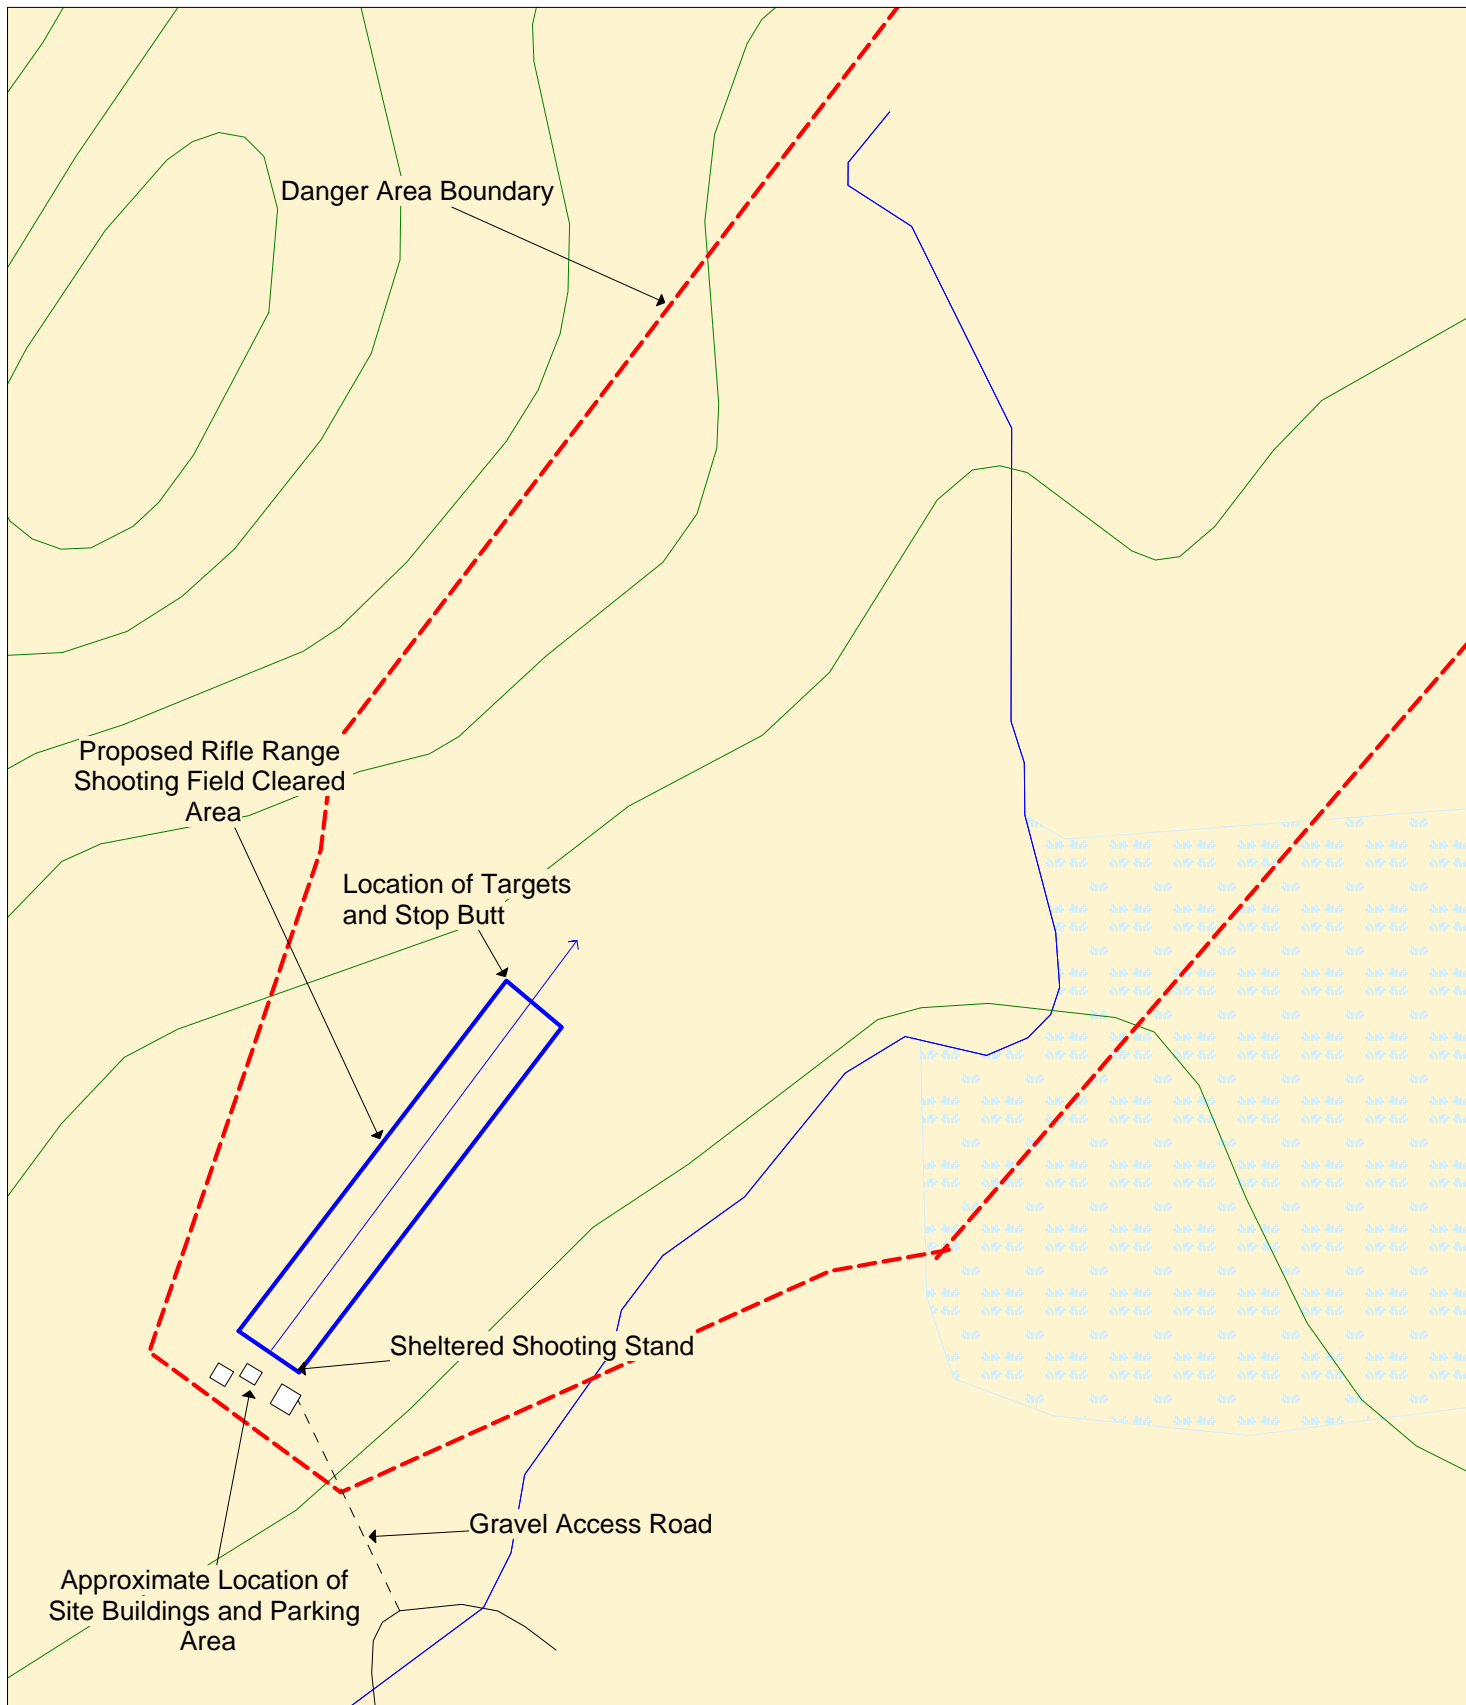 Danger Area Boundary
Proposed Rifle Range
Shooting Field Cleared
Area
Location of Targets
and Stop Butt
Sheltered Shooting Stand
Gravel Access Road
Approximate Location of
Site Buildings and Parking
Area